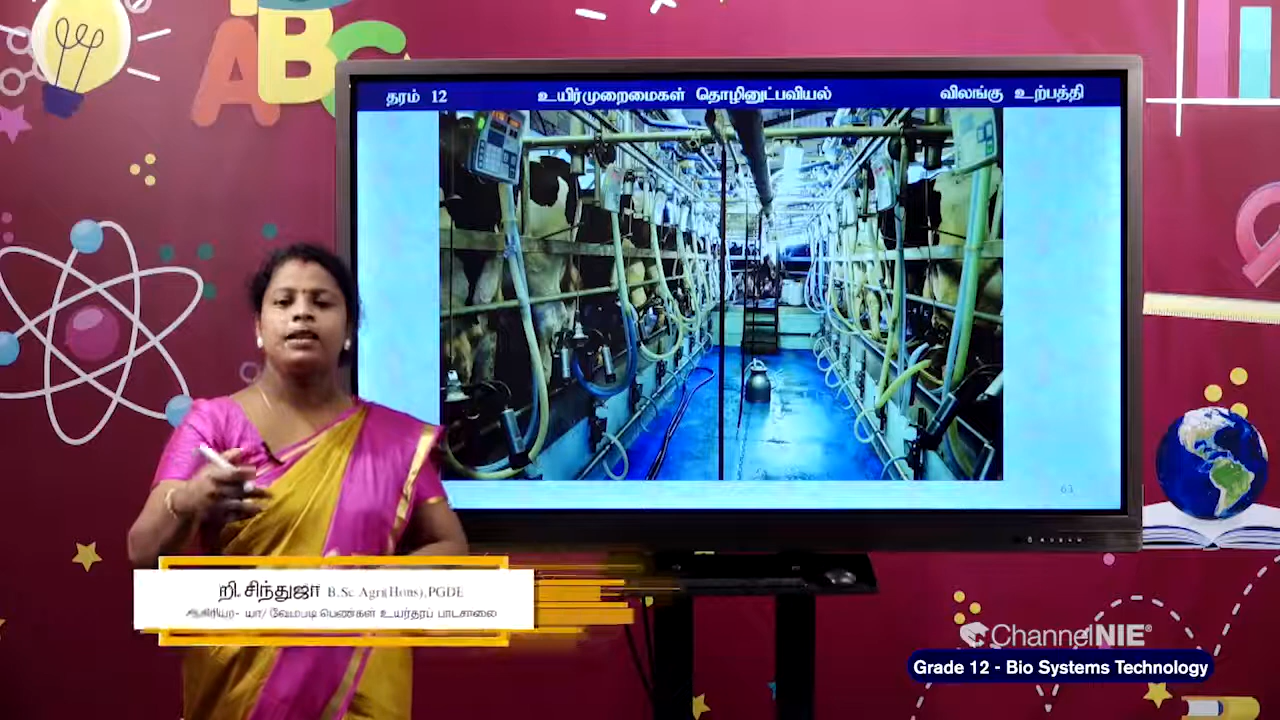 ABC
தரம் 12
உயிர்முறைமைகள் தொழினுட்பவியல்
விலங்கு உற்பத்தி
63
றி. சிந்துஜா B.Sc Agri(Hons),PGDE
ஆசிரியர்- யா/ வேம்படி பெண்கள் உயர்தரப் பாடசாலை
ChannelNIE®
Grade 12 - Bio Systems Technology